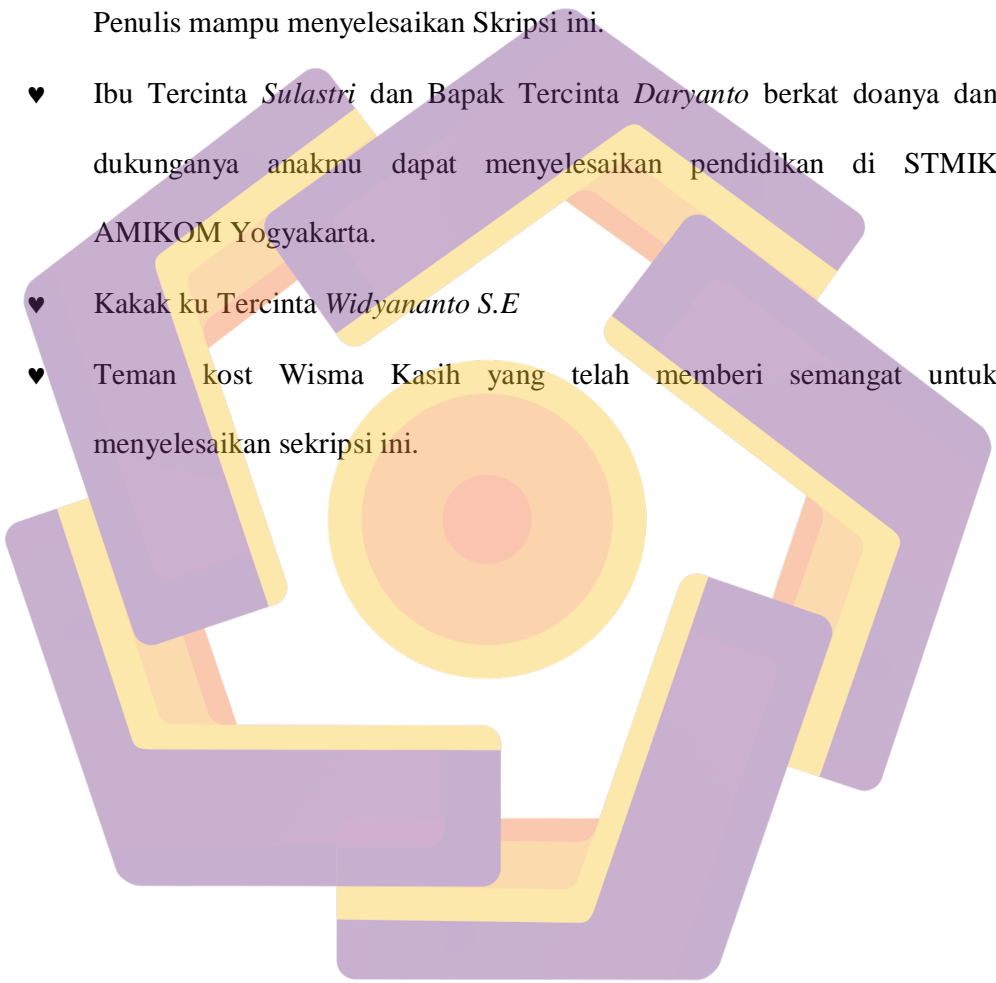 Penulis mampu menyelesaikan Skripsi ini.
♥ Ibu Tercinta Sulastri dan Bapak Tercinta Daryanto berkat doanya dan
dukunganya anakmu dapat menyelesaikan pendidikan di STMIK
AMIKOM Yogyakarta.
♥ Kakak ku Tercinta Widyananto S.E
♥ Teman kost Wisma Kasih yang telah memberi semangat untuk
menyelesaikan sekripsi ini.